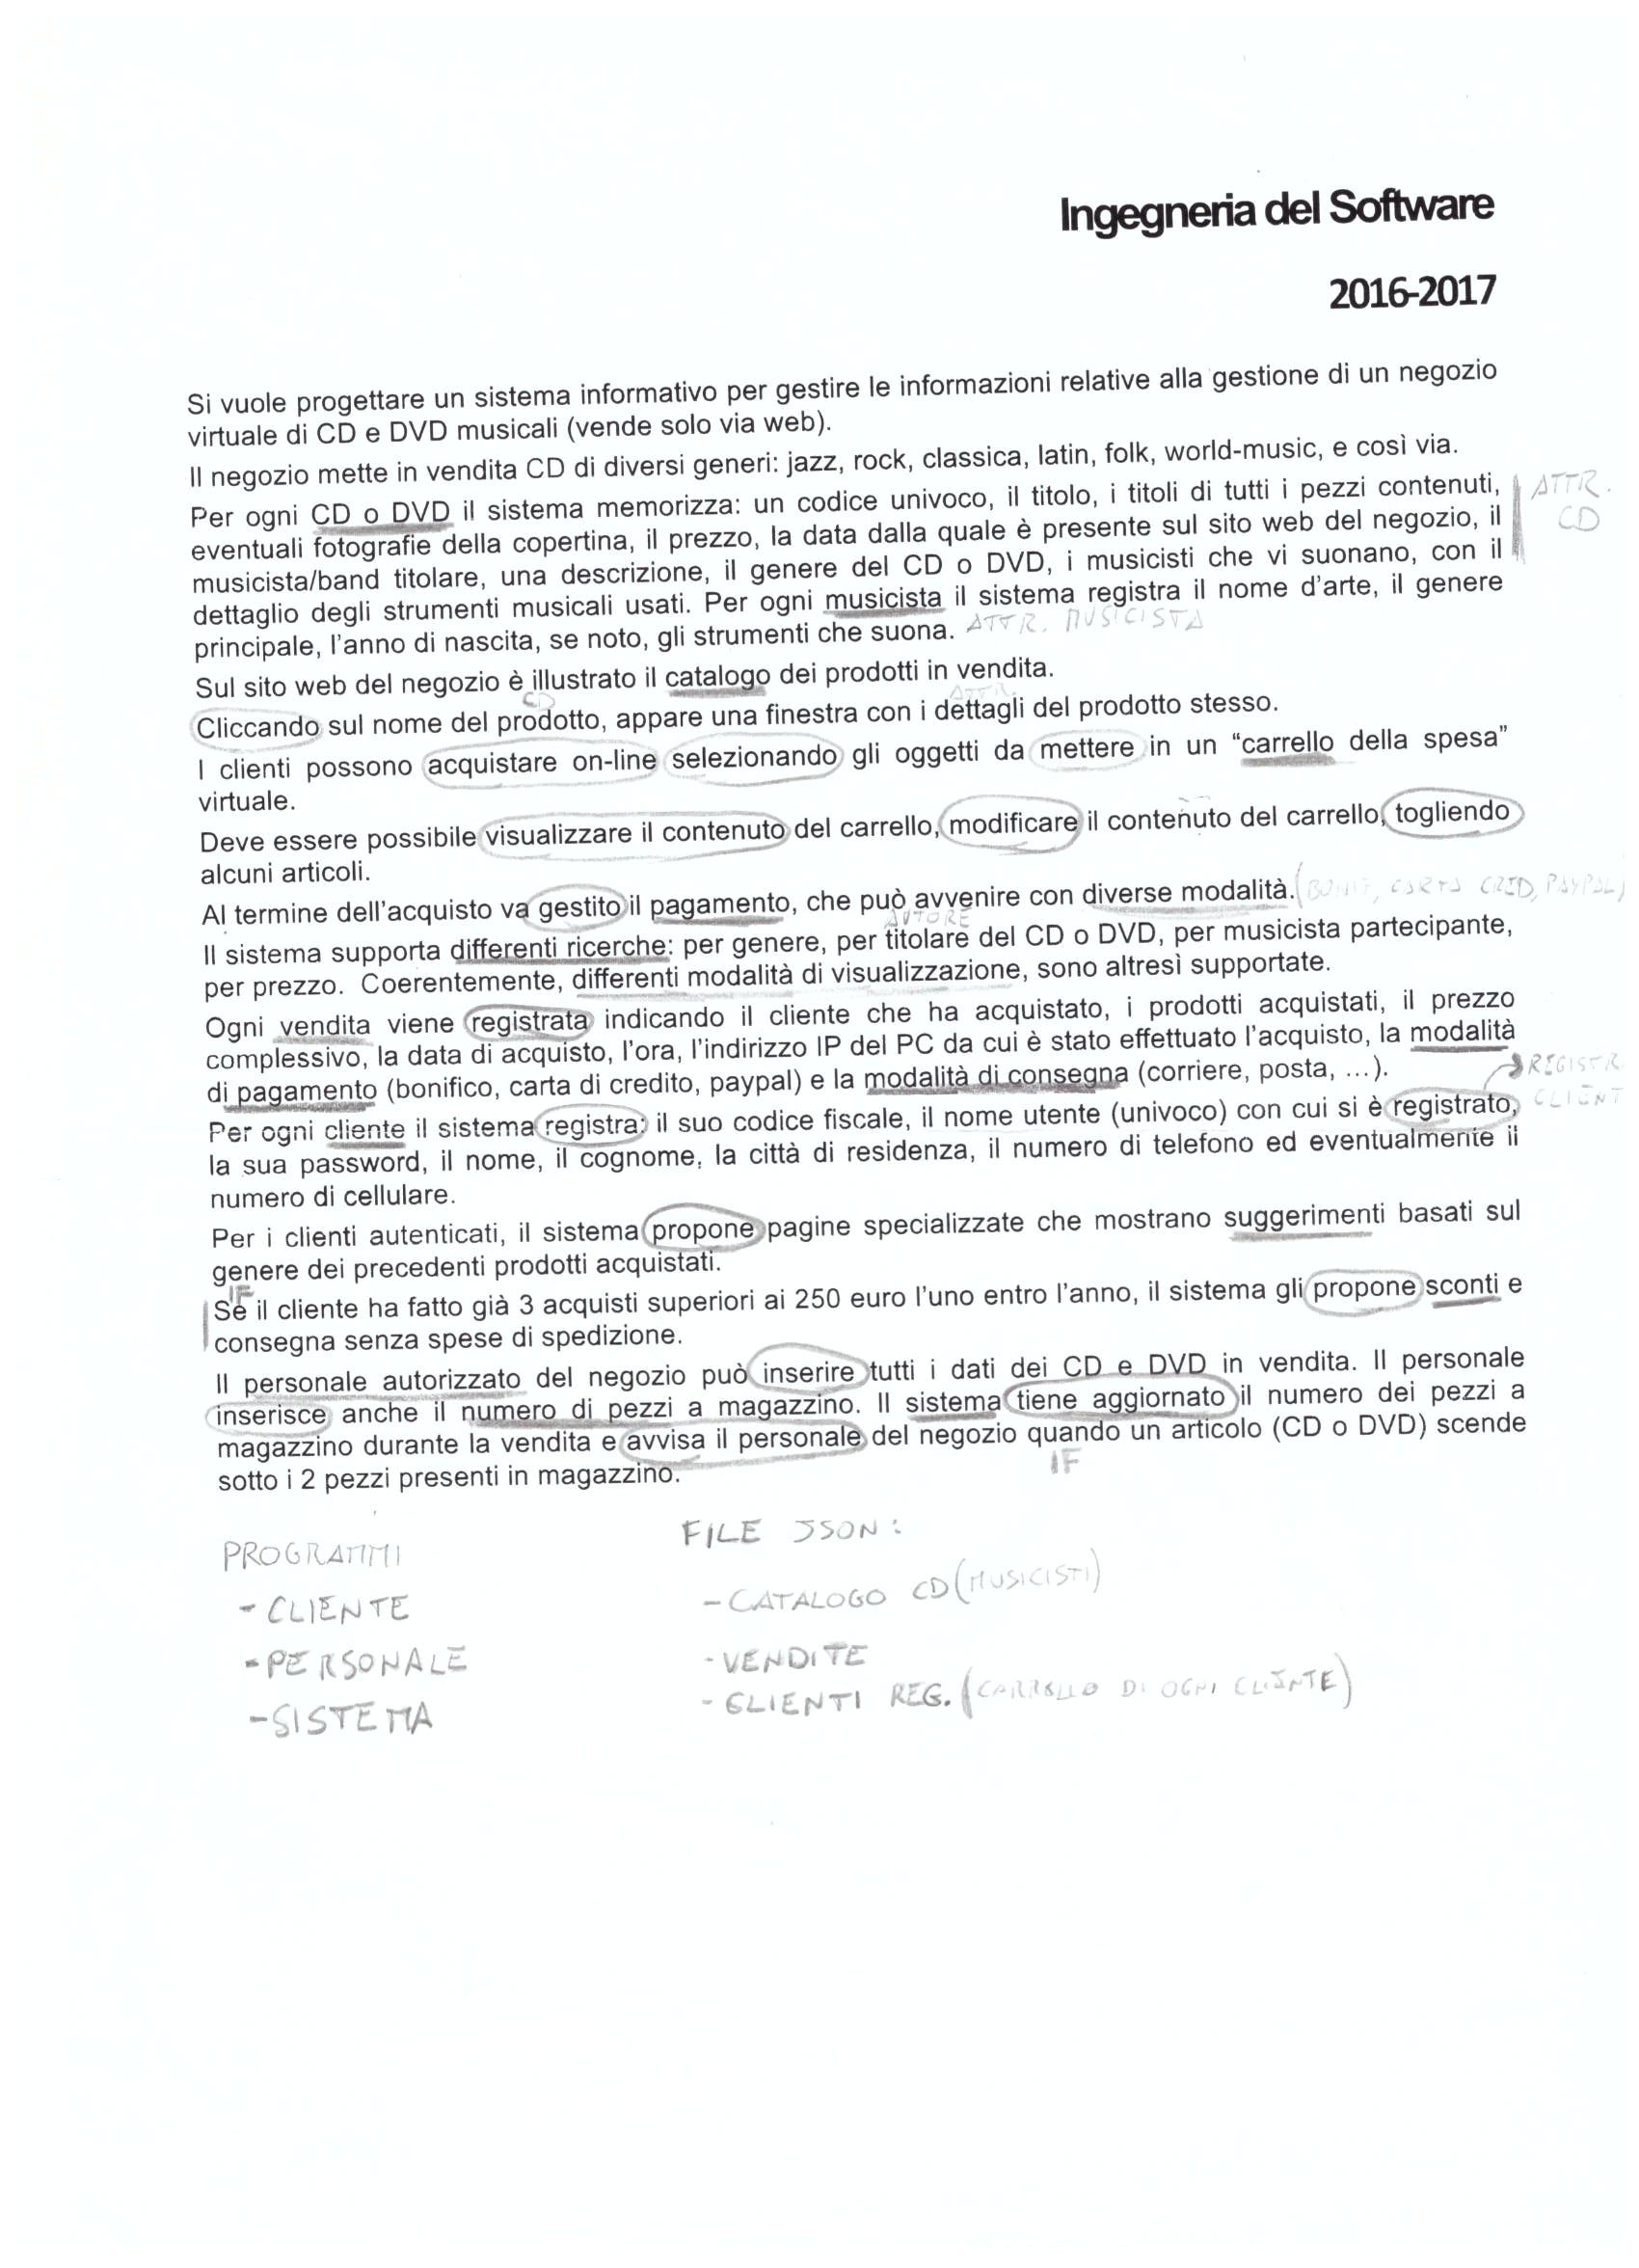 Ingegneria del Software
2016-2017
Si vuole progettare un sistema informativo per gestire le informazioni relative alla gestione di un negozio
virtuale di CD e DVD musicali (vende solo via web).
Il negozio mette in vendita CD di diversi generi: jazz, rock, classica, latin, folk, world-music, e così via.
Per ogni CD o DVD il sistema memorizza: un codice univoco, il titolo, i titoli di tutti i pezzi contenuti,
ATTR.
eventuali fotografie della copertina, il prezzo, la data dalla quale è presente sul sito web del negozio, il
CD
musicista/band titolare, una descrizione, il genere del CD o DVD, i musicisti che vi suonano, con il
dettaglio degli strumenti musicali usati. Per ogni musicista il sistema registra il nome d'arte, il genere
principale, l'anno di nascita, se noto, gli strumenti che suona. ATTR. MUSICISTA
Sul sito web del negozio è illustrato il catalogo dei prodotti in vendita.
CD ATTR.
Cliccando sul nome del prodotto, appare una finestra con i dettagli del prodotto stesso.
I clienti possono acquistare on-line selezionando gli oggetti da mettere in un “carrello della spesa”
virtuale.
Deve essere possibile visualizzare il contenuto del carrello, modificare il contenuto del carrello, togliendo
alcuni articoli.
Al termine dell'acquisto va gestito il pagamento, che può avvenire con diverse modalità. (BONIF, CARTA CRED, PAYPAL)
AUTORE
Il sistema supporta differenti ricerche: per genere, per titolare del CD o DVD, per musicista partecipante,
per prezzo. Coerentemente, differenti modalità di visualizzazione, sono altresì supportate.
Ogni vendita viene registrata indicando il cliente che ha acquistato, i prodotti acquistati, il prezzo
complessivo, la data di acquisto, l'ora, l'indirizzo IP del PC da cui è stato effettuato l'acquisto, la modalità
di pagamento (bonifico, carta di credito, paypal) e la modalità di consegna (corriere, posta, ...).
REGISTR
CLIENT
Per ogni cliente il sistema registra: il suo codice fiscale, il nome utente (univoco) con cui si è registrato,
la sua password, il nome, il cognome, la città di residenza, il numero di telefono ed eventualmente il
numero di cellulare.
Per i clienti autenticati, il sistema propone pagine specializzate che mostrano suggerimenti basati sul
genere dei precedenti prodotti acquistati.
IF
Se il cliente ha fatto già 3 acquisti superiori ai 250 euro l'uno entro l'anno, il sistema gli propone sconti e
consegna senza spese di spedizione.
Il personale autorizzato del negozio può inserire tutti i dati dei CD e DVD in vendita. Il personale
inserisce anche il numero di pezzi a magazzino. Il sistema tiene aggiornato il numero dei pezzi a
magazzino durante la vendita e avvisa il personale del negozio quando un articolo (CD o DVD) scende
IF
sotto i 2 pezzi presenti in magazzino.
PROGRAMMI
- CLIENTE
- PERSONALE
- SISTEMA
FILE JSON:
- CATALOGO CD (MUSICISTI)
- VENDITE
- CLIENTI REG. (CARRELLO DI OGNI CLIENTE)